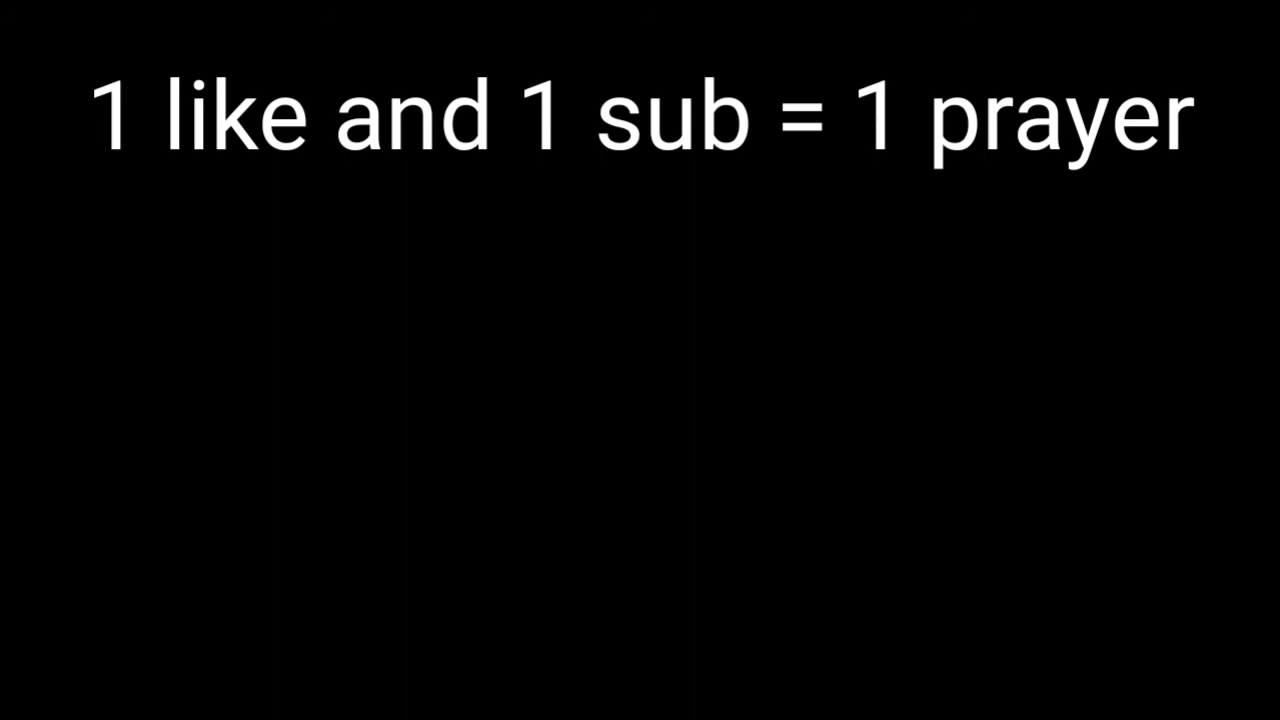 1 like and 1 sub = 1 prayer